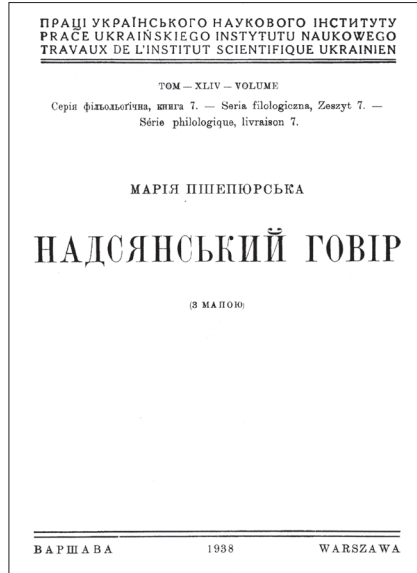 ПРАЦІ УКРАЇНСЬКОГО НАУКОВОГО ІНСТИТУТУ
PRACE UKRAIŃSKIEGO INSTYTUTU NAUKOWEGO
TRAVAUX DE L'INSTITUT SCIENTIFIQUE UKRAINIEN
ТОМ — XLIV — VOLUME
Серія фільольоґічна, книга 7. — Seria filologiczna, Zeszyt 7. —
Série philologique, livraison 7.
МАРІЯ ПШЕПЮРСЬКА
НАДСЯНСЬКИЙ ГОВІР
(З МАПОЮ)
ВАРШАВА 1938 WARSZAWA